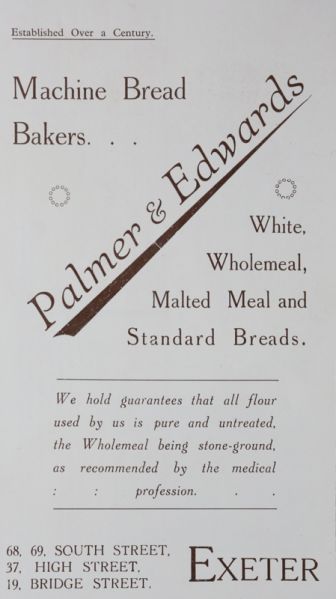 Established Over a Century.
Machine Bread
Bakers. . .
Palmer & Edwards
White,
Wholemeal,
Malted Meal and
Standard Breads.
We hold guarantees that all flour
used by us is pure and untreated,
the Wholemeal being stone-ground,
as recommended by the medical
: : profession. . .
68, 69, SOUTH STREET,
37, HIGH STREET,
19, BRIDGE STREET.
EXETER